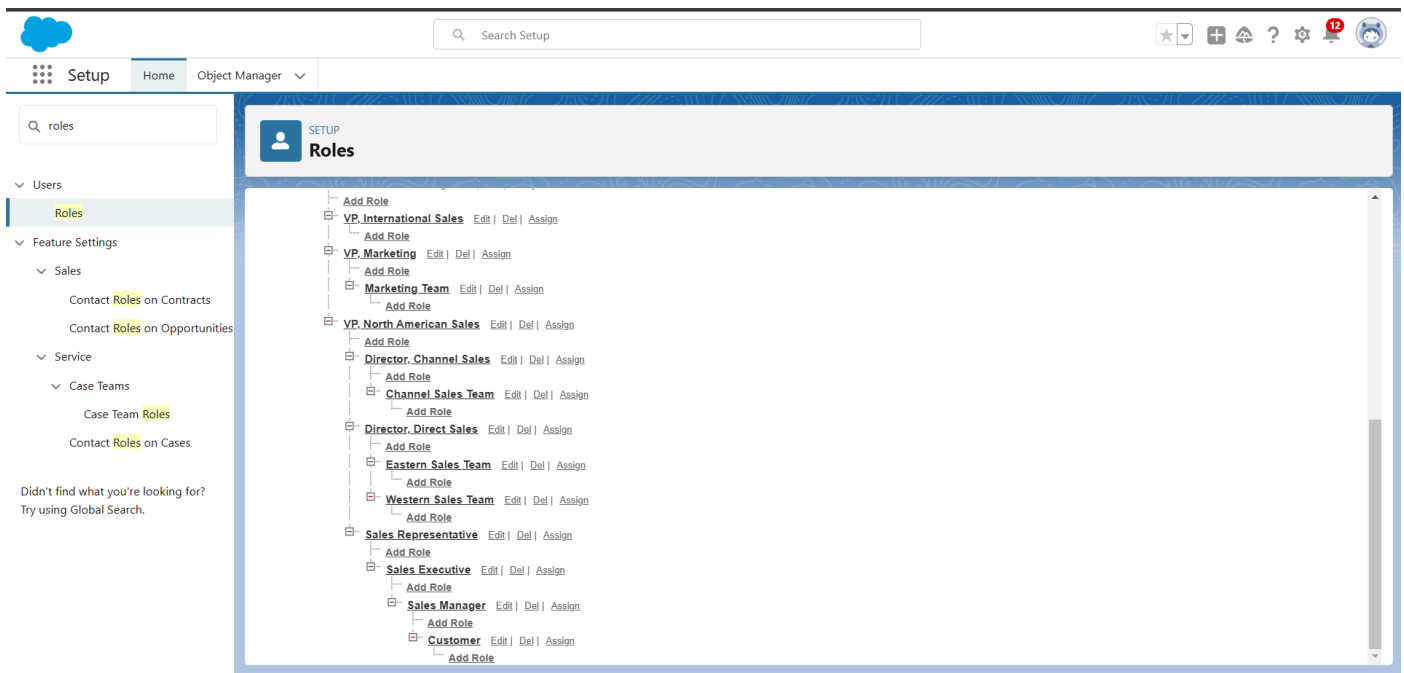 Search Setup
12
Setup
Home
Object Manager
roles
Users
Roles
Feature Settings
Sales
Contact Roles on Contracts
Contact Roles on Opportunities
Service
Case Teams
Case Team Roles
Contact Roles on Cases
Didn't find what you're looking for?
Try using Global Search.
SETUP
Roles
Add Role
VP, International Sales Edit | Del | Assign
Add Role
VP, Marketing Edit | Del | Assign
Add Role
Marketing Team Edit | Del | Assign
Add Role
VP, North American Sales Edit | Del | Assign
Add Role
Director, Channel Sales Edit | Del | Assign
Add Role
Channel Sales Team Edit | Del | Assign
Add Role
Director, Direct Sales Edit | Del | Assign
Add Role
Eastern Sales Team Edit | Del | Assign
Add Role
Western Sales Team Edit | Del | Assign
Add Role
Sales Representative Edit | Del | Assign
Add Role
Sales Executive Edit | Del | Assign
Add Role
Sales Manager Edit | Del | Assign
Add Role
Customer Edit | Del | Assign
Add Role